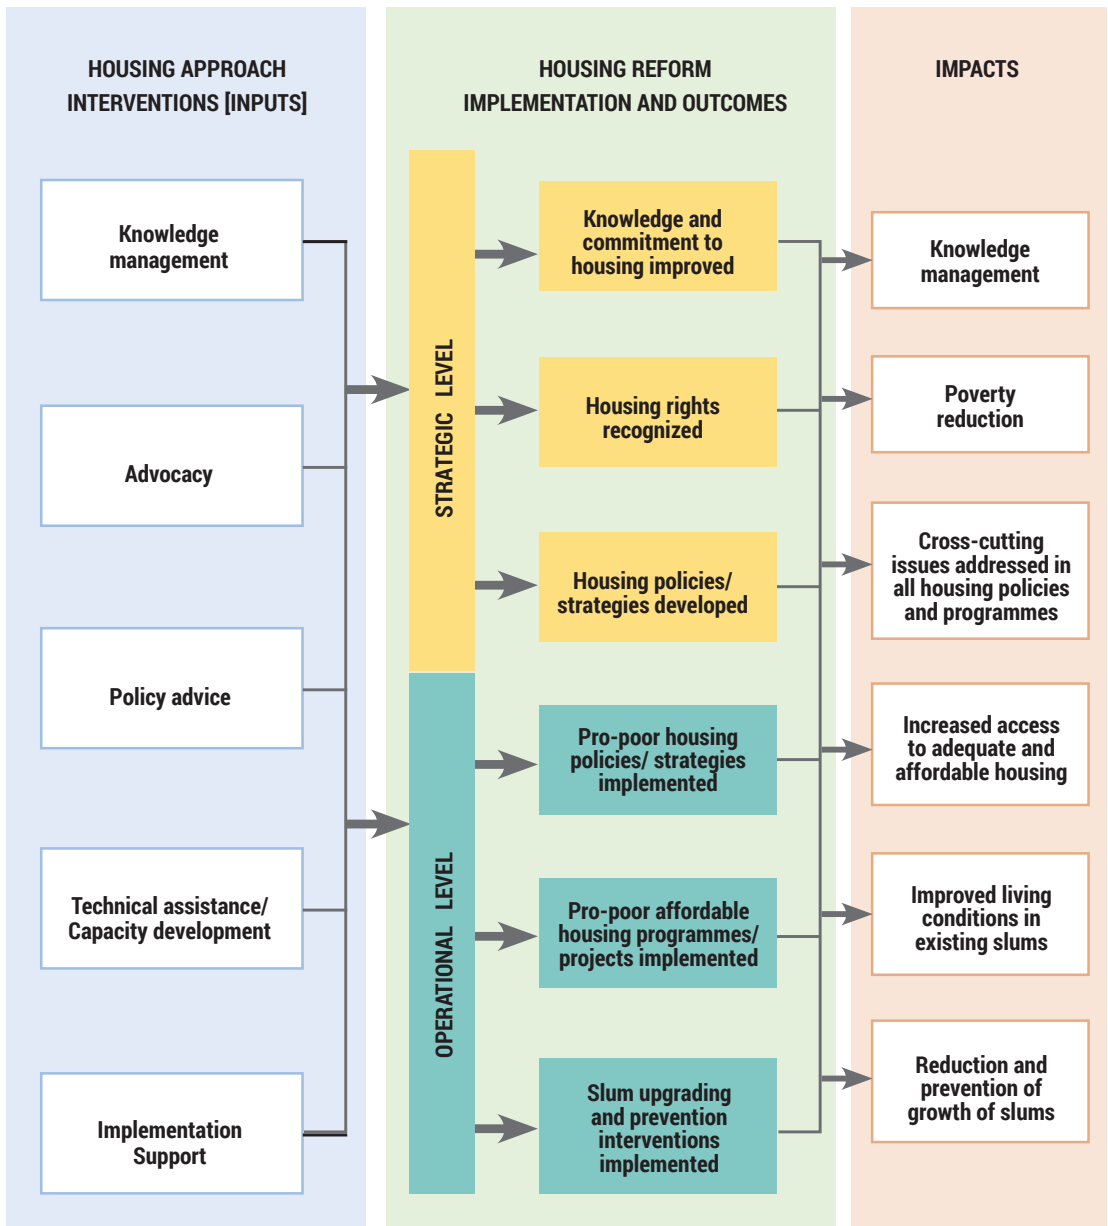 HOUSING APPROACH
INTERVENTIONS [INPUTS]
Knowledge
management
Advocacy
Policy advice
Technical assistance/
Capacity development
Implementation
Support
HOUSING REFORM
IMPLEMENTATION AND OUTCOMES
STRATEGIC LEVEL
Knowledge and
commitment to
housing improved
Housing rights
recognized
Housing policies/
strategies developed
OPERATIONAL LEVEL
Pro-poor housing
policies/ strategies
implemented
Pro-poor affordable
housing programmes/
projects implemented
Slum upgrading
and prevention
interventions
implemented
IMPACTS
Knowledge
management
Poverty
reduction
Cross-cutting
issues addressed in
all housing policies
and programmes
Increased access
to adequate and
affordable housing
Improved living
conditions in
existing slums
Reduction and
prevention of
growth of slums